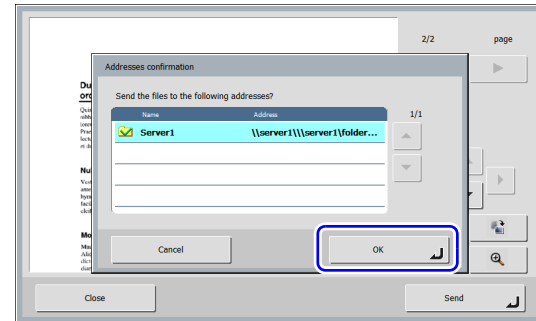 2/2 page
Addresses confirmation
Send the files to the following addresses?
Name Address 1/1
Server1 \\server1\\\server1\folder...
Cancel OK
Close Send